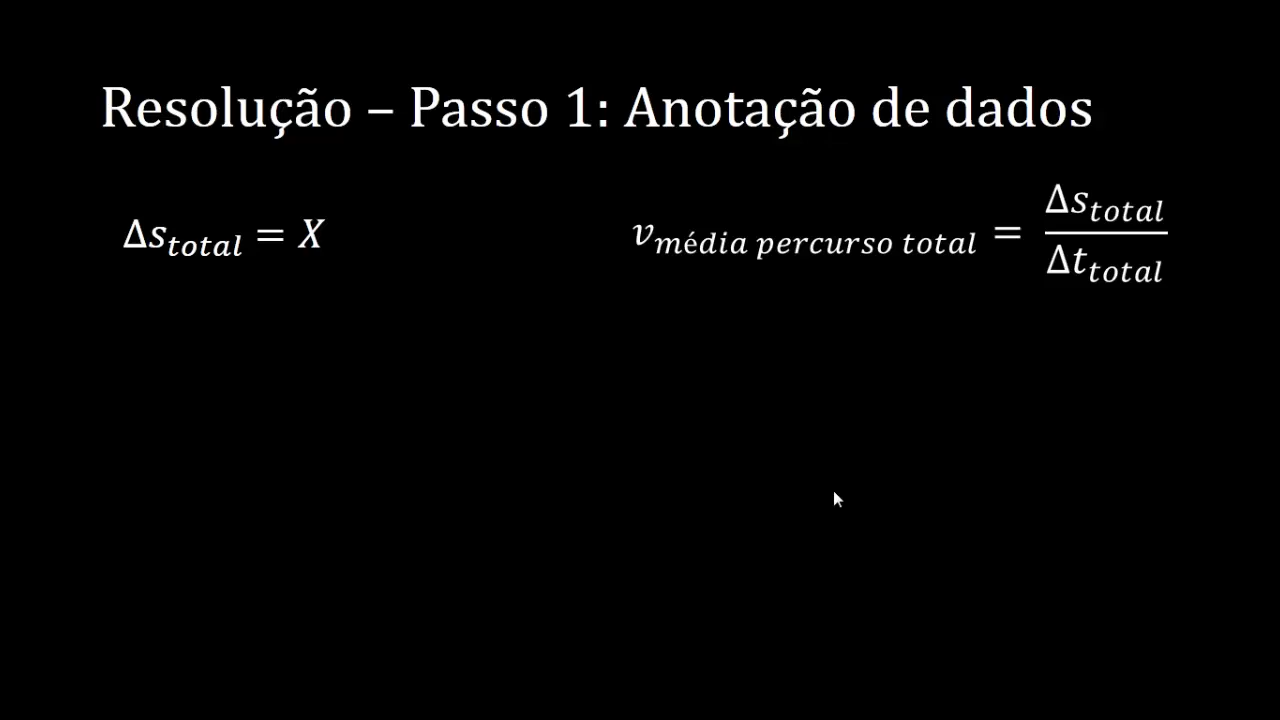 Resolução – Passo 1: Anotação de dados
Δs_total = X
v_média percurso total = Δs_total / Δt_total